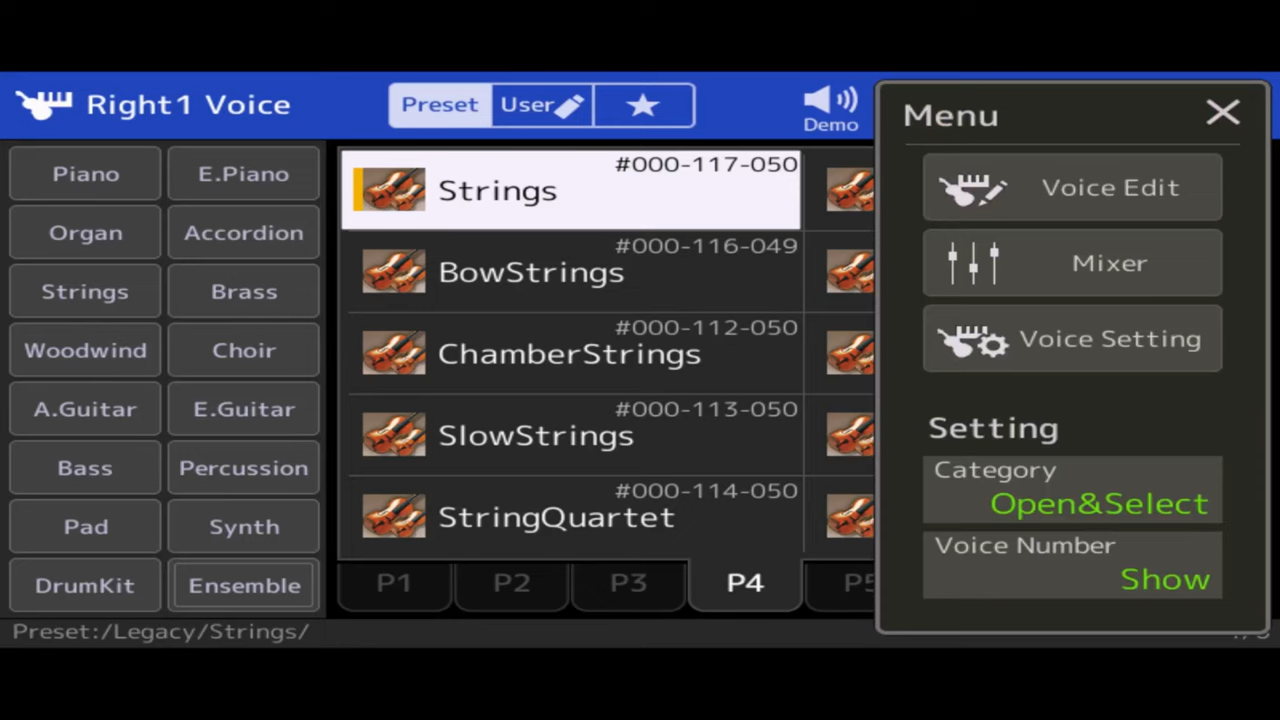 Right1 Voice
Preset
User
Demo
Piano
E.Piano
Organ
Accordion
Strings
Brass
Woodwind
Choir
A.Guitar
E.Guitar
Bass
Percussion
Pad
Synth
DrumKit
Ensemble
#000-117-050
Strings
#000-116-049
BowStrings
#000-112-050
ChamberStrings
#000-113-050
SlowStrings
#000-114-050
StringQuartet
P1
P2
P3
P4
Preset:/Legacy/Strings/
Menu
Voice Edit
Mixer
Voice Setting
Setting
Category
Open&Select
Voice Number
Show